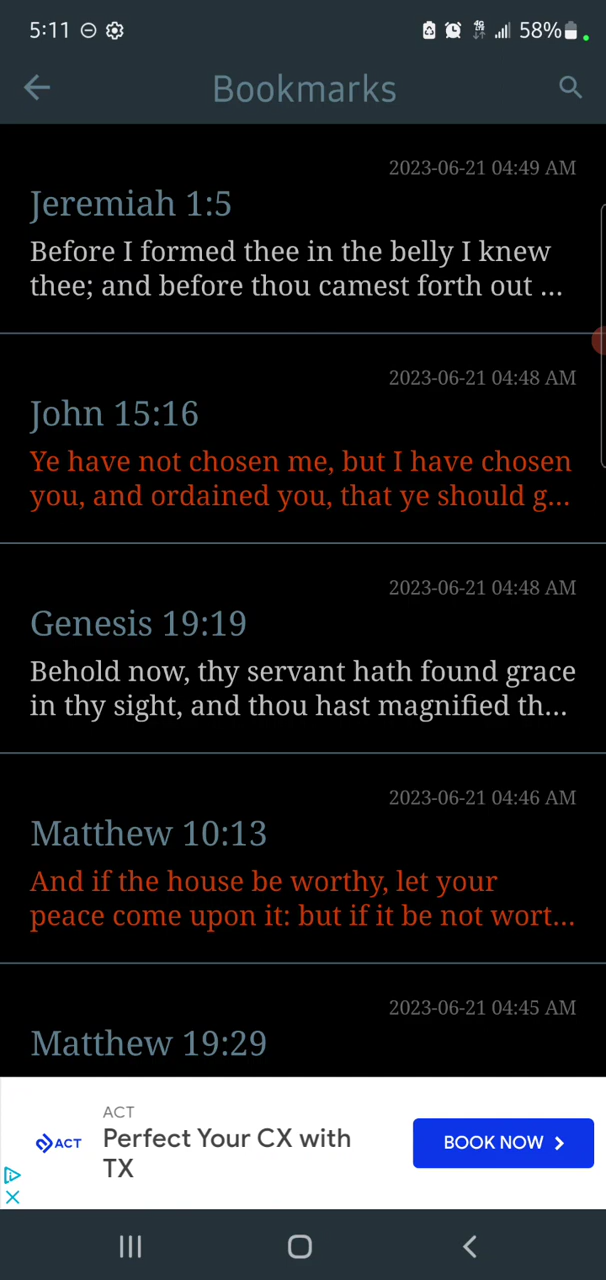 5:11
4G
58%
Bookmarks
2023-06-21 04:49 AM
Jeremiah 1:5
Before I formed thee in the belly I knew
thee; and before thou camest forth out ...
2023-06-21 04:48 AM
John 15:16
Ye have not chosen me, but I have chosen
you, and ordained you, that ye should g...
2023-06-21 04:48 AM
Genesis 19:19
Behold now, thy servant hath found grace
in thy sight, and thou hast magnified th...
2023-06-21 04:46 AM
Matthew 10:13
And if the house be worthy, let your
peace come upon it: but if it be not wort...
2023-06-21 04:45 AM
Matthew 19:29
ACT
ACT
Perfect Your CX with
TX
BOOK NOW